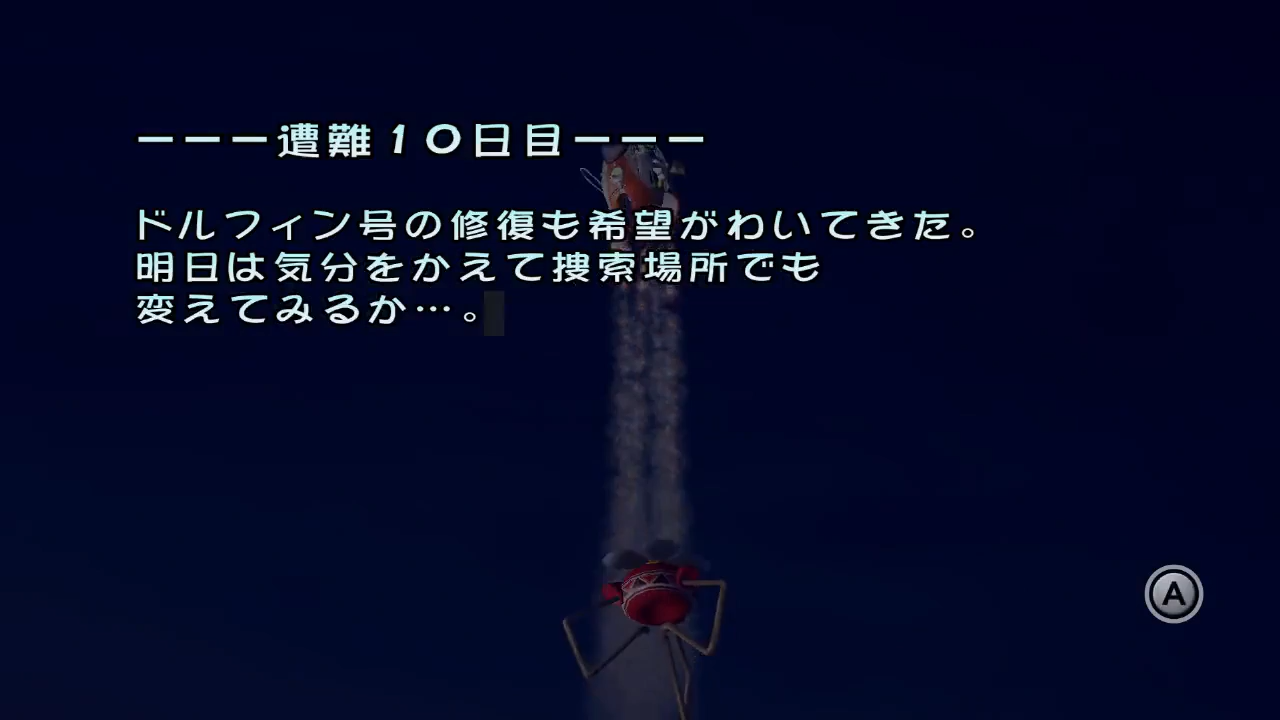 ーーー遭難１０日目ーーー
ドルフィン号の修復も希望がわいてきた。
明日は気分をかえて捜索場所でも
変えてみるか…。
A